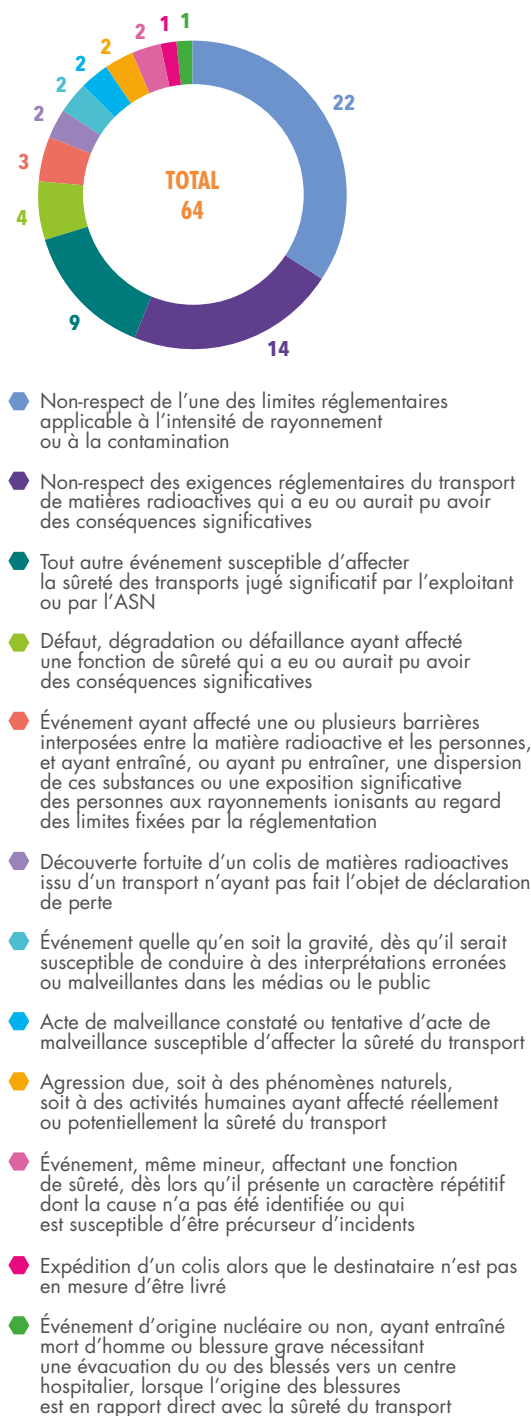 2
1
1
2
2
2
2
3
4
9
14
22
TOTAL
64
Non-respect de l’une des limites réglementaires
applicable à l’intensité de rayonnement
ou à la contamination
Non-respect des exigences réglementaires du transport
de matières radioactives qui a eu ou aurait pu avoir
des conséquences significatives
Tout autre événement susceptible d’affecter
la sûreté des transports jugé significatif par l’exploitant
ou par l’ASN
Défaut, dégradation ou défaillance ayant affecté
une fonction de sûreté qui a eu ou aurait pu avoir
des conséquences significatives
Événement ayant affecté une ou plusieurs barrières
interposées entre la matière radioactive et les personnes,
et ayant entraîné, ou ayant pu entraîner, une dispersion
de ces substances ou une exposition significative
des personnes aux rayonnements ionisants au regard
des limites fixées par la réglementation
Découverte fortuite d’un colis de matières radioactives
issu d’un transport n’ayant pas fait l’objet de déclaration
de perte
Événement quelle qu’en soit la gravité, dès qu’il serait
susceptible de conduire à des interprétations erronées
ou malveillantes dans les médias ou le public
Acte de malveillance constaté ou tentative d’acte de
malveillance susceptible d’affecter la sûreté du transport
Agression due, soit à des phénomènes naturels,
soit à des activités humaines ayant affecté réellement
ou potentiellement la sûreté du transport
Événement, même mineur, affectant une fonction
de sûreté, dès lors qu’il présente un caractère répétitif
dont la cause n’a pas été identifiée ou qui
est susceptible d’être précurseur d’incidents
Expédition d’un colis alors que le destinataire n’est pas
en mesure d’être livré
Événement d’origine nucléaire ou non, ayant entraîné
mort d’homme ou blessure grave nécessitant
une évacuation du ou des blessés vers un centre
hospitalier, lorsque l’origine des blessures
est en rapport direct avec la sûreté du transport